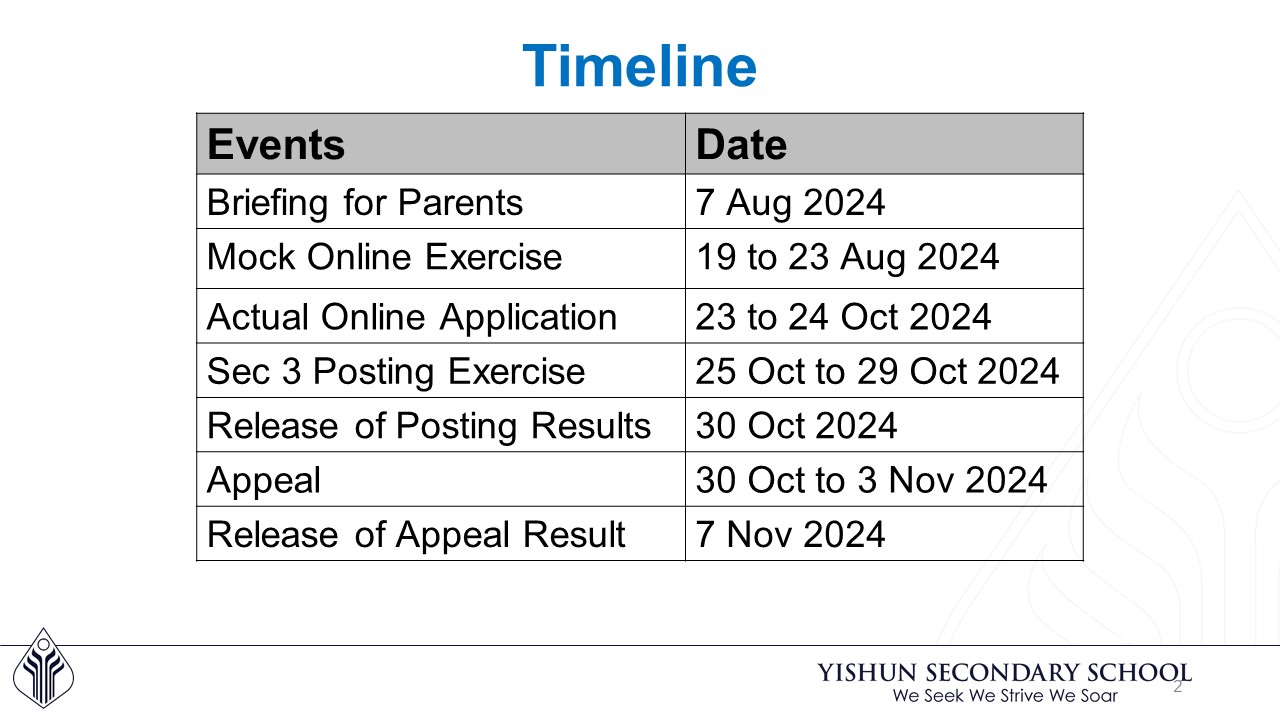 Timeline
Events Date
Briefing for Parents 7 Aug 2024
Mock Online Exercise 19 to 23 Aug 2024
Actual Online Application 23 to 24 Oct 2024
Sec 3 Posting Exercise 25 Oct to 29 Oct 2024
Release of Posting Results 30 Oct 2024
Appeal 30 Oct to 3 Nov 2024
Release of Appeal Result 7 Nov 2024
YISHUN SECONDARY SCHOOL
We Seek We Strive We Soar
2